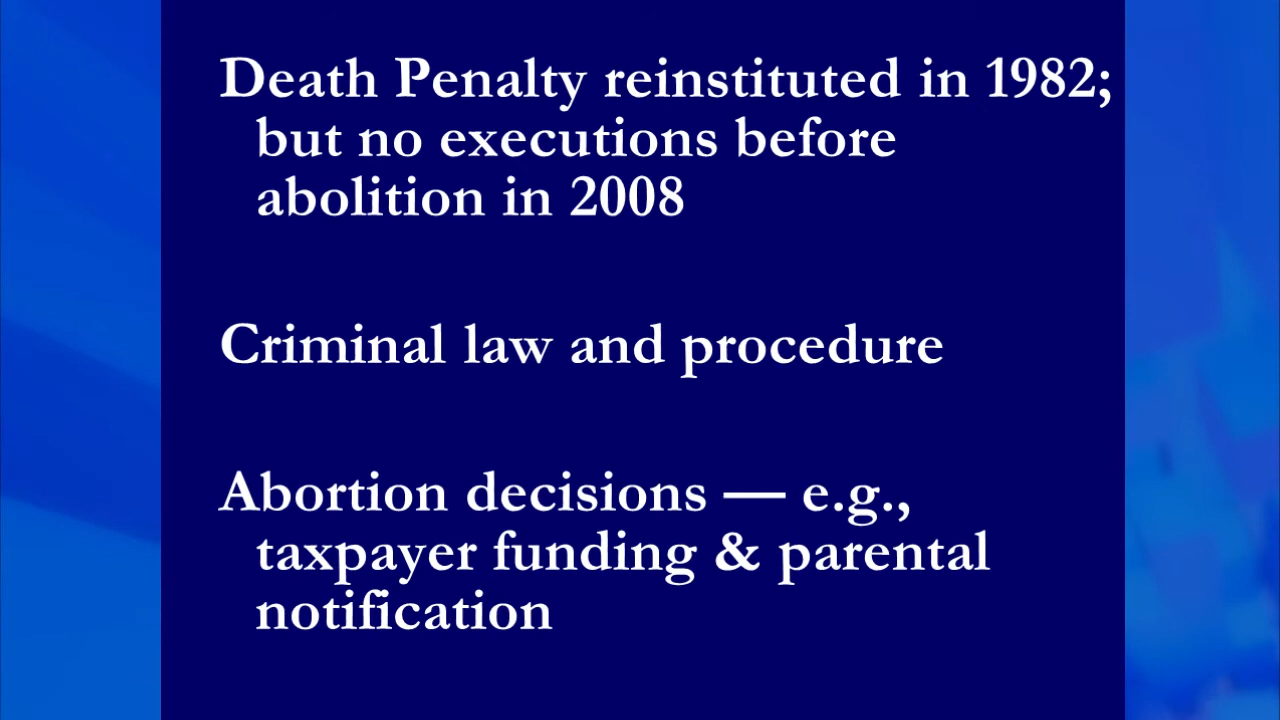 Death Penalty reinstituted in 1982;
but no executions before
abolition in 2008
Criminal law and procedure
Abortion decisions — e.g.,
taxpayer funding & parental
notification